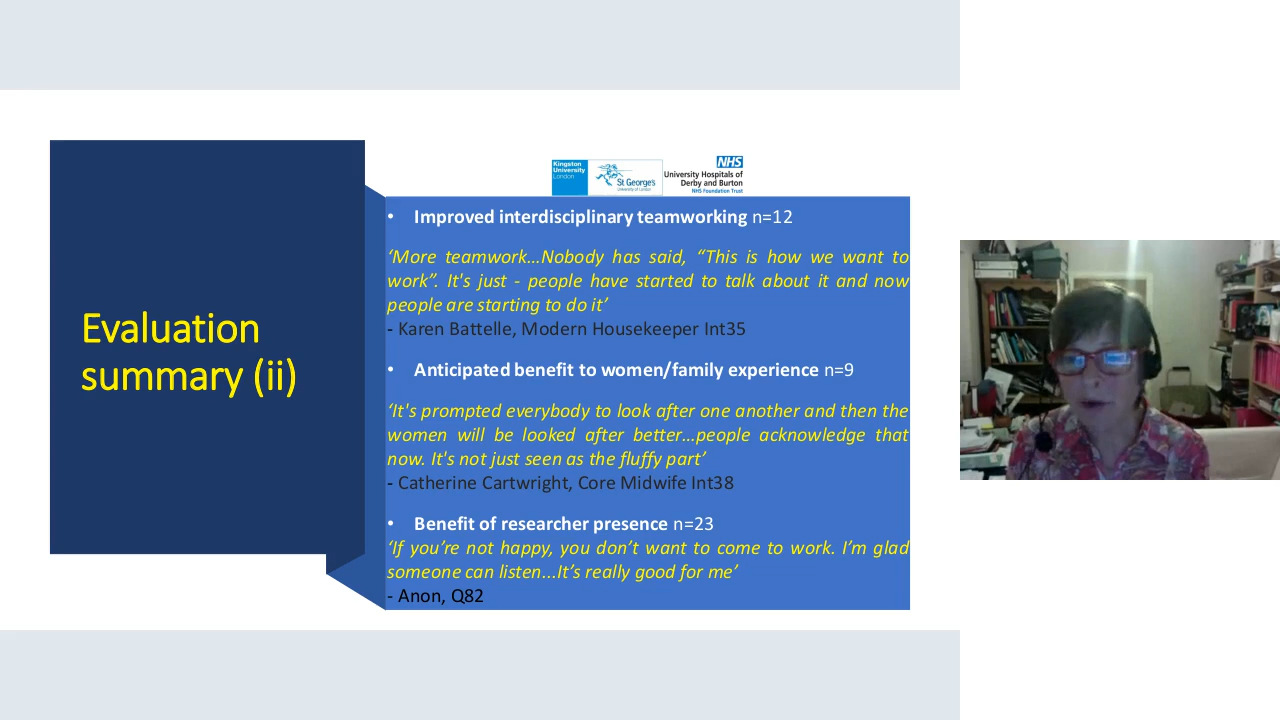 Evaluation
summary (ii)
Kingston
University
London
St George's
University of London
NHS
University Hospitals of
Derby and Burton
NHS Foundation Trust
• Improved interdisciplinary teamworking n=12
‘More teamwork…Nobody has said, “This is how we want to
work”. It's just - people have started to talk about it and now
people are starting to do it’
- Karen Battelle, Modern Housekeeper Int35
• Anticipated benefit to women/family experience n=9
‘It's prompted everybody to look after one another and then the
women will be looked after better…people acknowledge that
now. It's not just seen as the fluffy part’
- Catherine Cartwright, Core Midwife Int38
• Benefit of researcher presence n=23
‘If you’re not happy, you don’t want to come to work. I’m glad
someone can listen...It’s really good for me’
- Anon, Q82